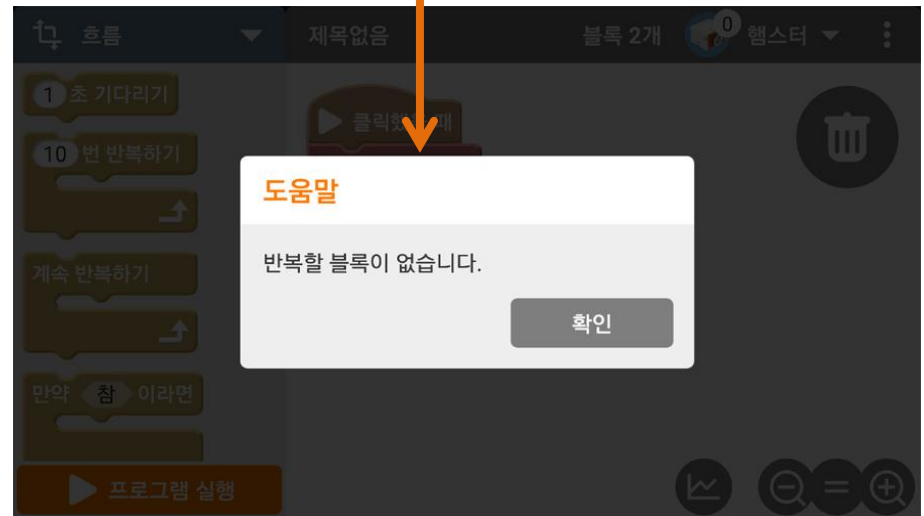 흐름
제목없음
블록 2개
0
햄스터
1 초 기다리기
클릭했을 때
10 번 반복하기
도움말
반복할 블록이 없습니다.
계속 반복하기
확인
만약 참 이라면
프로그램 실행